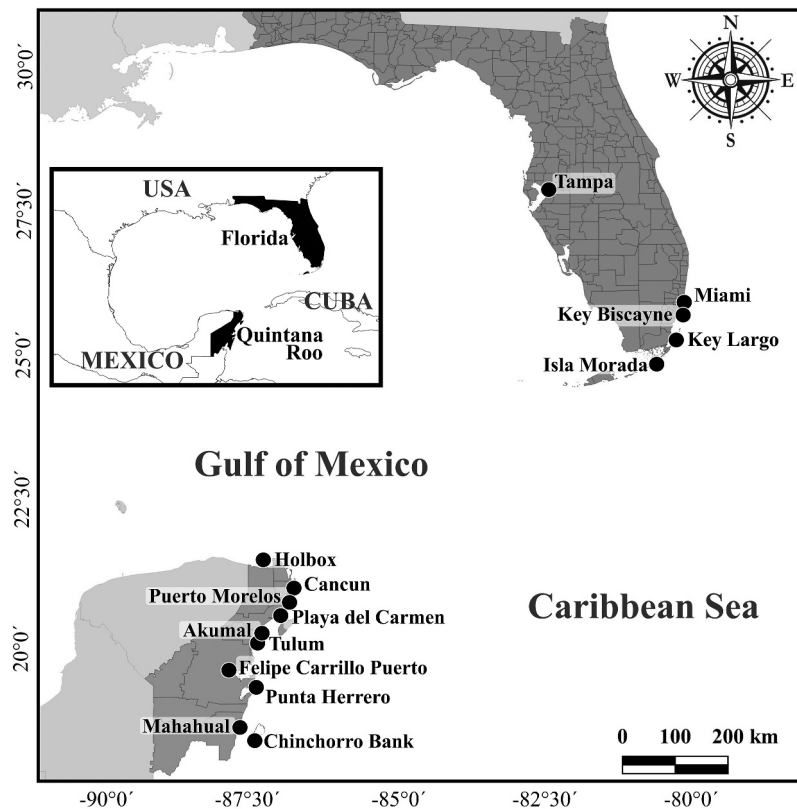 N
W
E
S
30°0´
27°30´
25°0´
22°30´
20°0´
Tampa
Miami
Key Biscayne
Key Largo
Isla Morada
USA
Florida
CUBA
Quintana
Roo
MEXICO
Gulf of Mexico
Caribbean Sea
Holbox
Cancun
Puerto Morelos
Playa del Carmen
Akumal
Tulum
Felipe Carrillo Puerto
Punta Herrero
Mahahual
Chinchorro Bank
0 100 200 km
-90°0´ -87°30´ -85°0´ -82°30´ -80°0´